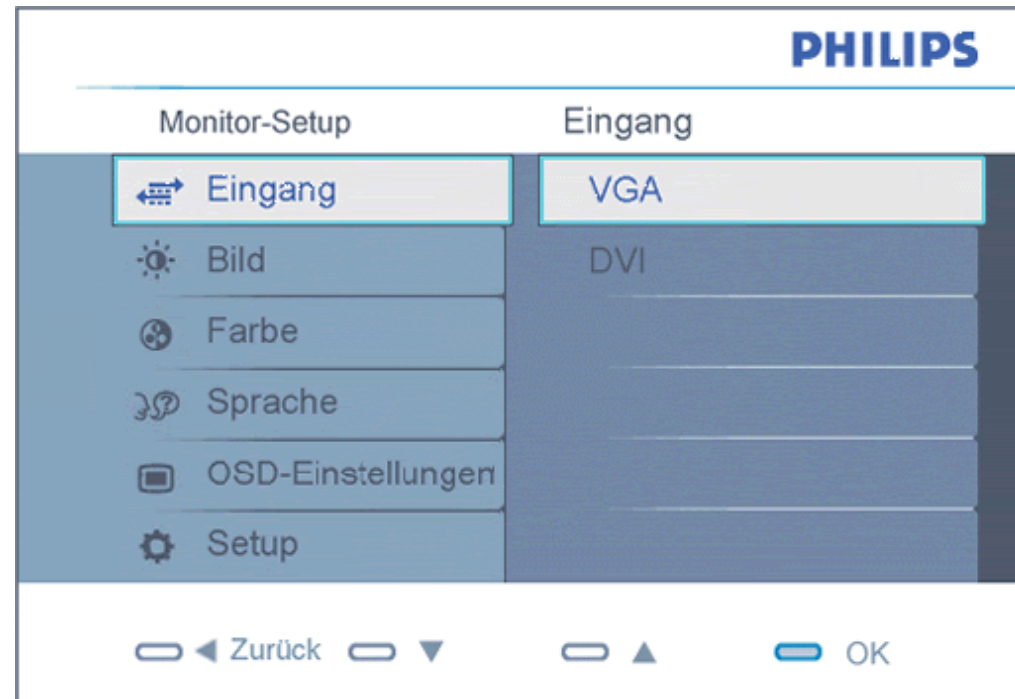 PHILIPS
Monitor-Setup
Eingang
Eingang
VGA
Bild
DVI
Farbe
Sprache
OSD-Einstellungen
Setup
Zurück
OK